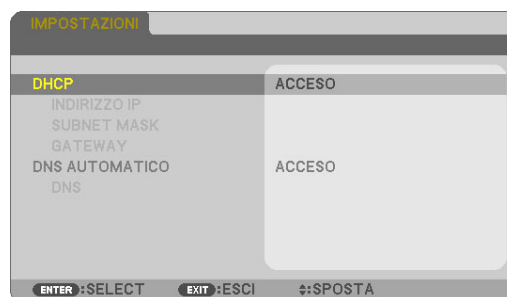 IMPOSTAZIONI
DHCP ACCESO
INDIRIZZO IP
SUBNET MASK
GATEWAY
DNS AUTOMATICO ACCESO
DNS
ENTER :SELECT EXIT :ESCI :SPOSTA